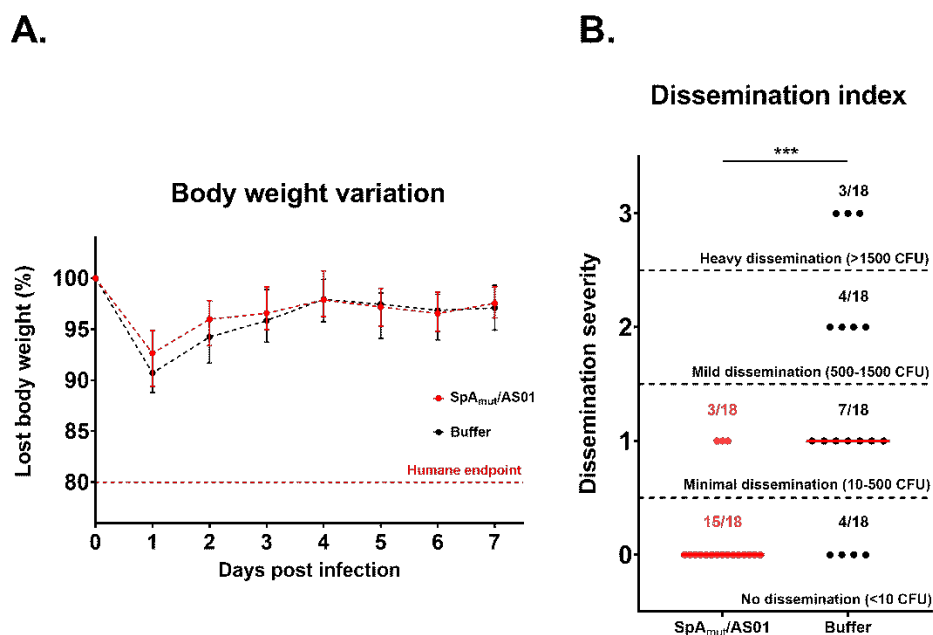 A.
Body weight variation
Lost body weight (%)
100
95
90
85
80
SpAmut/AS01
Buffer
Humane endpoint
0 1 2 3 4 5 6 7
Days post infection
B.
Dissemination index
***
Dissemination severity
3
2
1
0
3/18
Heavy dissemination (>1500 CFU)
4/18
Mild dissemination (500-1500 CFU)
3/18 7/18
Minimal dissemination (10-500 CFU)
15/18 4/18
No dissemination (<10 CFU)
SpAmut/AS01 Buffer